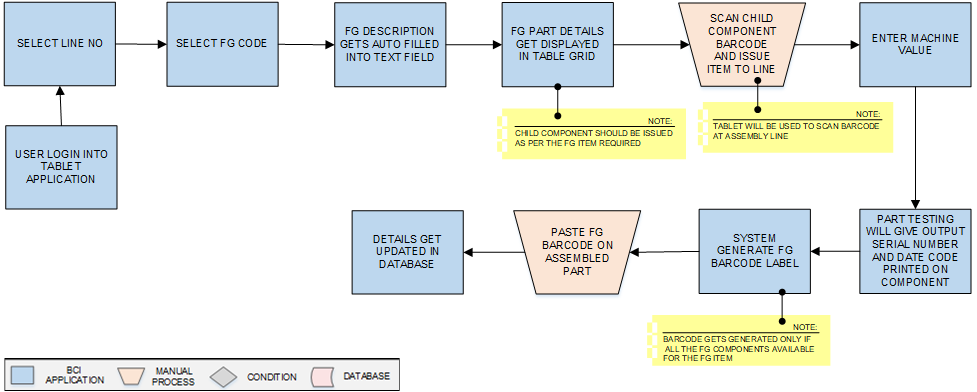 SELECT LINE NO
SELECT FG CODE
FG DESCRIPTION
GETS AUTO FILLED
INTO TEXT FIELD
FG PART DETAILS
GET DISPLAYED
IN TABLE GRID
SCAN CHILD
COMPONENT
BARCODE
AND ISSUE
ITEM TO LINE
ENTER MACHINE
VALUE
NOTE:
CHILD COMPONENT SHOULD BE ISSUED
AS PER THE FG ITEM REQUIRED
NOTE:
TABLET WILL BE USED TO SCAN BARCODE
AT ASSEMBLY LINE
USER LOGIN INTO
TABLET
APPLICATION
DETAILS GET
UPDATED IN
DATABASE
PASTE FG
BARCODE ON
ASSEMBLED
PART
SYSTEM
GENERATE FG
BARCODE LABEL
PART TESTING
WILL GIVE OUTPUT
SERIAL NUMBER
AND DATE CODE
PRINTED ON
COMPONENT
NOTE:
BARCODE GETS GENERATED ONLY IF
ALL THE FG COMPONENTS AVAILABLE
FOR THE FG ITEM
BCI
APPLICATION
MANUAL
PROCESS
CONDITION
DATABASE